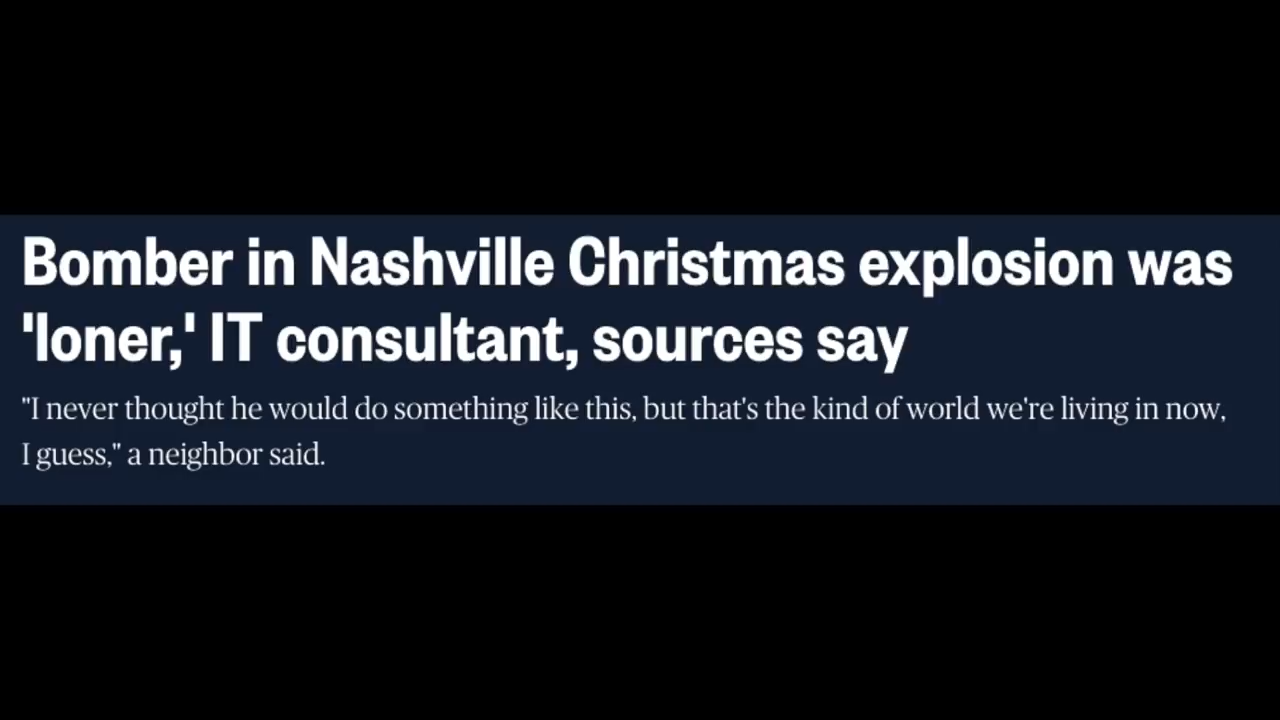 Bomber in Nashville Christmas explosion was
'loner,' IT consultant, sources say
"I never thought he would do something like this, but that's the kind of world we're living in now,
I guess," a neighbor said.